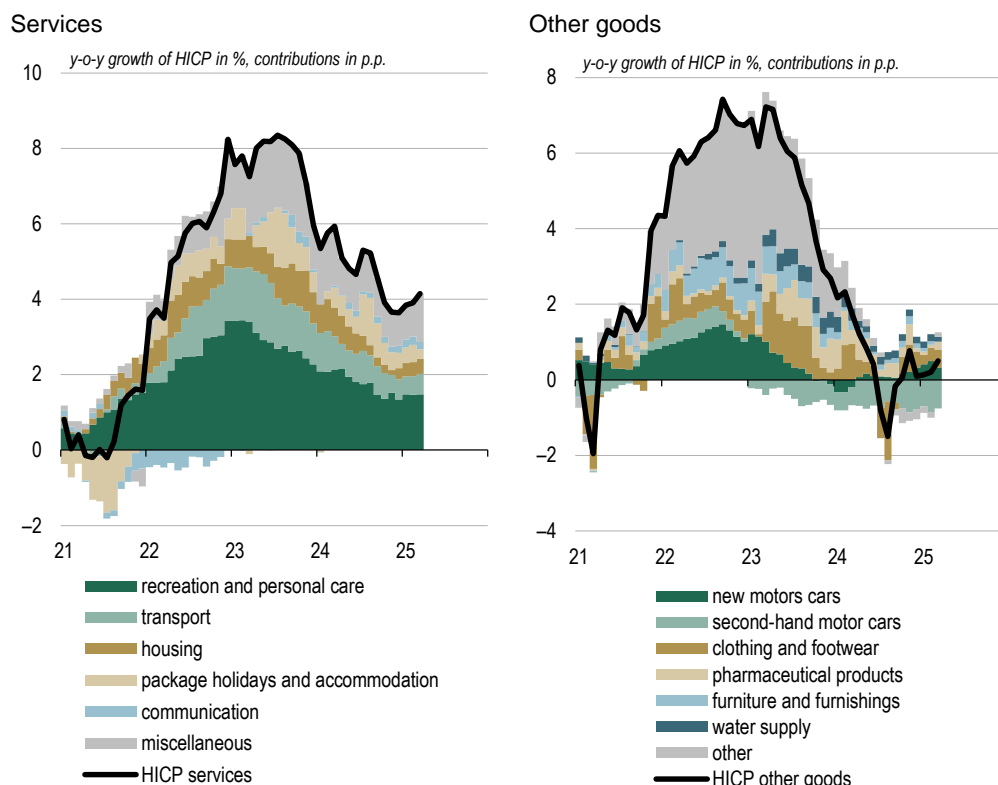 Services
y-o-y growth of HICP in %, contributions in p.p.
10
8
6
4
2
0
–2
21 22 23 24 25
recreation and personal care
transport
housing
package holidays and accommodation
communication
miscellaneous
HICP services
Other goods
y-o-y growth of HICP in %, contributions in p.p.
8
6
4
2
0
–2
–4
21 22 23 24 25
new motors cars
second-hand motor cars
clothing and footwear
pharmaceutical products
furniture and furnishings
water supply
other
HICP other goods